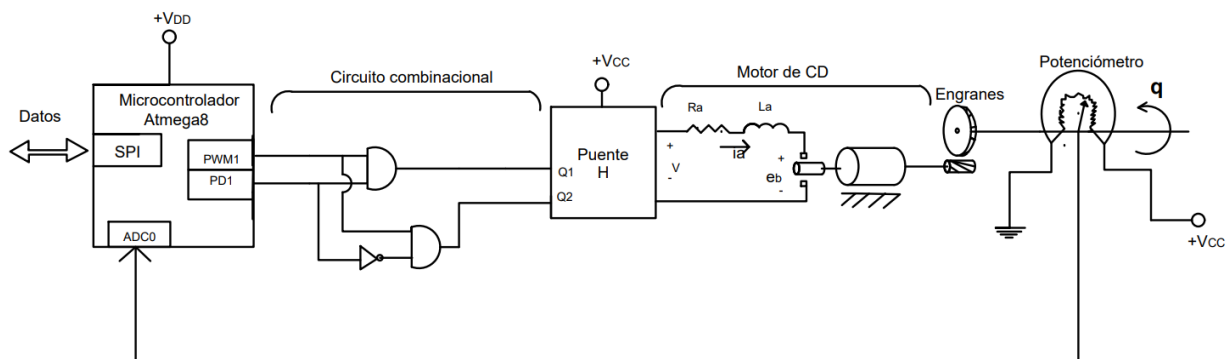 +VDD
Circuito combinacional
+VCC
Motor de CD
Potenciómetro
Microcontrolador
Atmega8
Datos
SPI
PWM1
PD1
ADC0
Q1
Q2
Puente
H
Ra
La
+
V
-
ia
+
eb
-
Engranes
q
+VCC